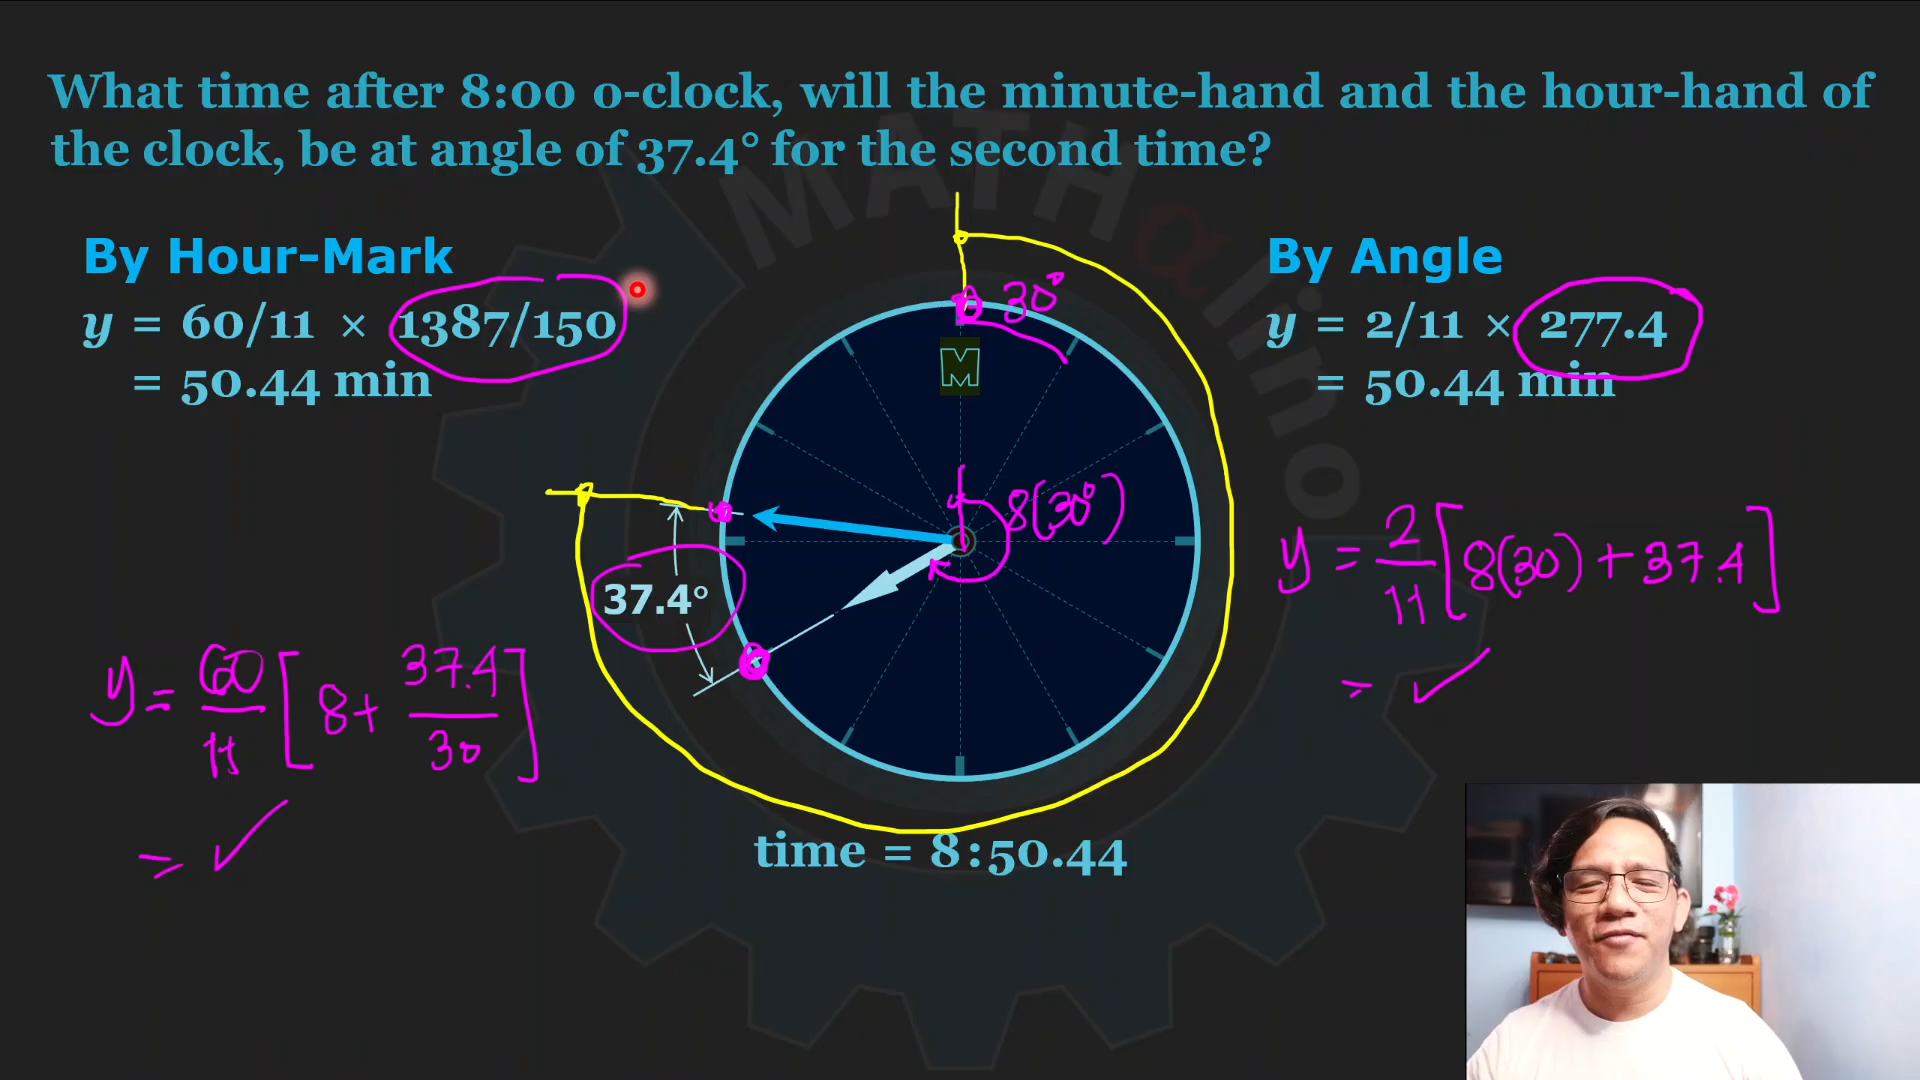 What time after 8:00 o-clock, will the minute-hand and the hour-hand of
the clock, be at angle of 37.4° for the second time?
MATHalino
By Hour-Mark
y = 60/11 × 1387/150
= 50.44 min
By Angle
y = 2/11 × 277.4
= 50.44 min
30°
M
8(30°)
37.4°
y = 60/11 [8 + 37.4/30]
= ✓
y = 2/11 [8(30) + 37.4]
= ✓
time = 8:50.44